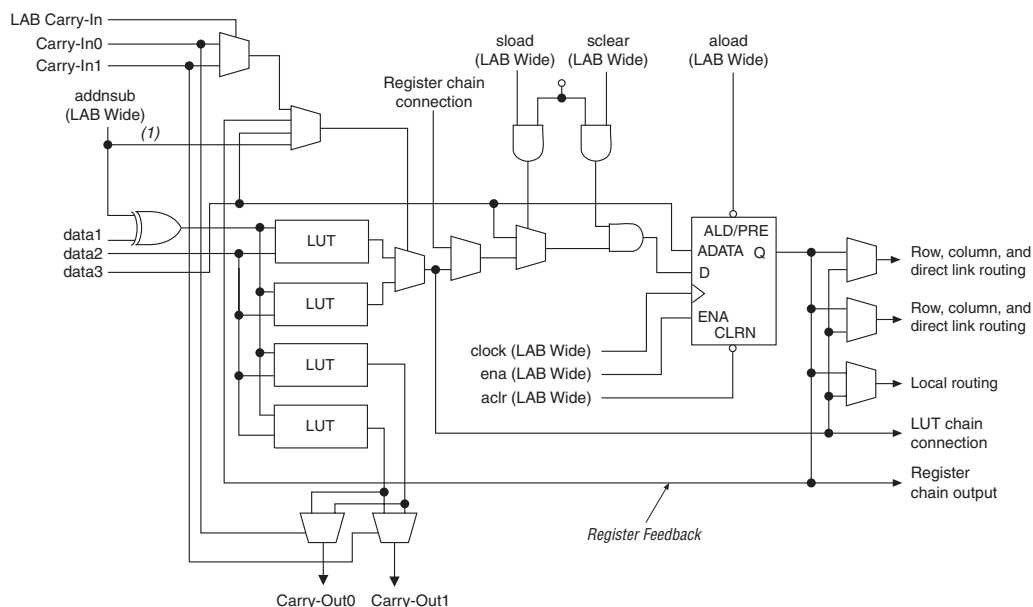 LAB Carry-In
Carry-In0
Carry-In1
addnsub
(LAB Wide)
(1)
data1
data2
data3
LUT
LUT
LUT
LUT
Register chain
connection
sload
(LAB Wide)
sclear
(LAB Wide)
aload
(LAB Wide)
ALD/PRE
ADATA
Q
D
ENA
CLRN
clock (LAB Wide)
ena (LAB Wide)
aclr (LAB Wide)
Row, column, and
direct link routing
Row, column, and
direct link routing
Local routing
LUT chain
connection
Register
chain output
Register Feedback
Carry-Out0
Carry-Out1